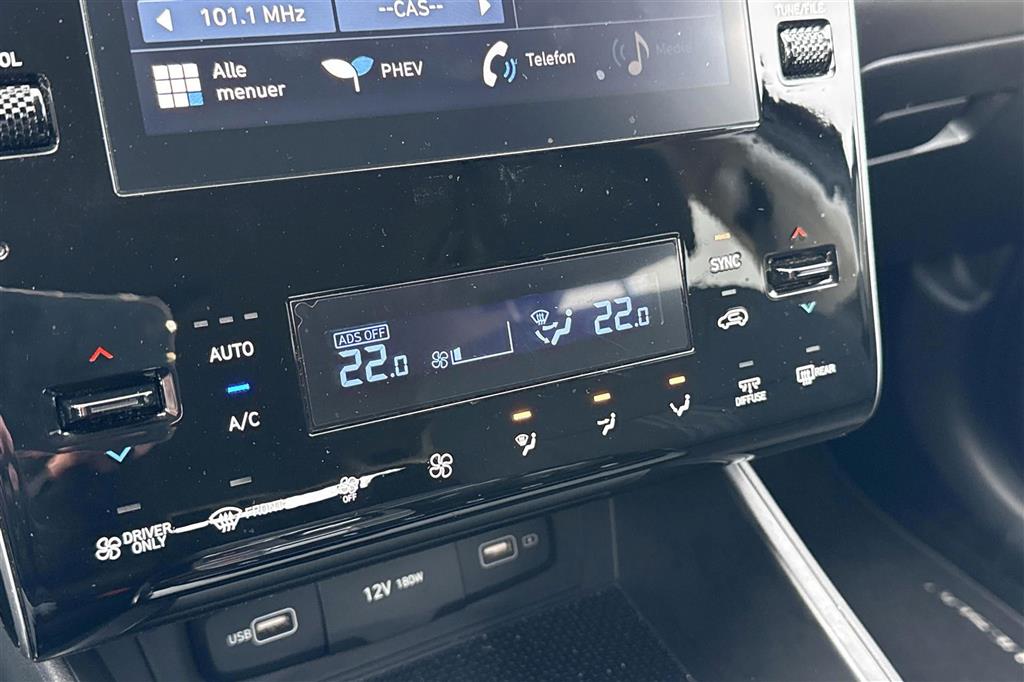 101.1 MHz
--CAS--
TUNE/FILE
OL
Alle
menuer
PHEV
Telefon
Media
SYNC
ADS OFF
22.0
22.0
AUTO
A/C
REAR
DIFFUSE
OFF
FRONT
DRIVER
ONLY
12V 180W
USB